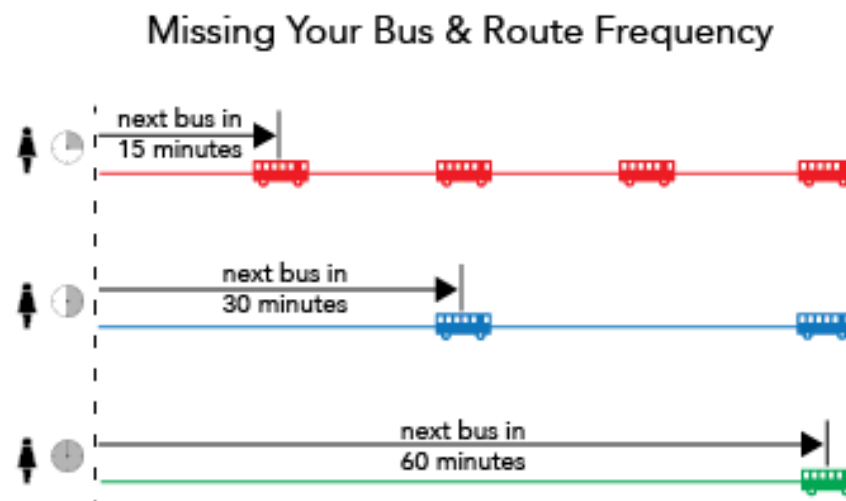 Missing Your Bus & Route Frequency
next bus in
15 minutes
next bus in
30 minutes
next bus in
60 minutes